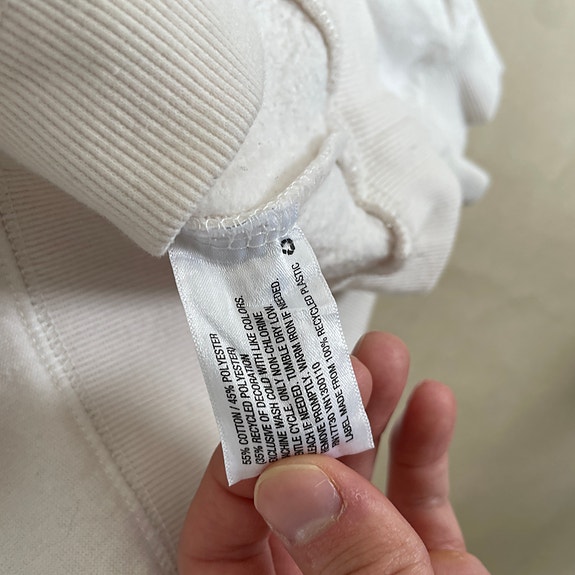 55% COTTON / 45% POLYESTER
(35% RECYCLED POLYESTER)
EXCLUSIVE OF DECORATION
MACHINE WASH COLD WITH LIKE COLORS.
GENTLE CYCLE. ONLY NON-CHLORINE
BLEACH IF NEEDED. TUMBLE DRY LOW.
REMOVE PROMPTLY. WARM IRON IF NEEDED.
RN17730 VN1300110
LABEL MADE FROM 100% RECYCLED PLASTIC